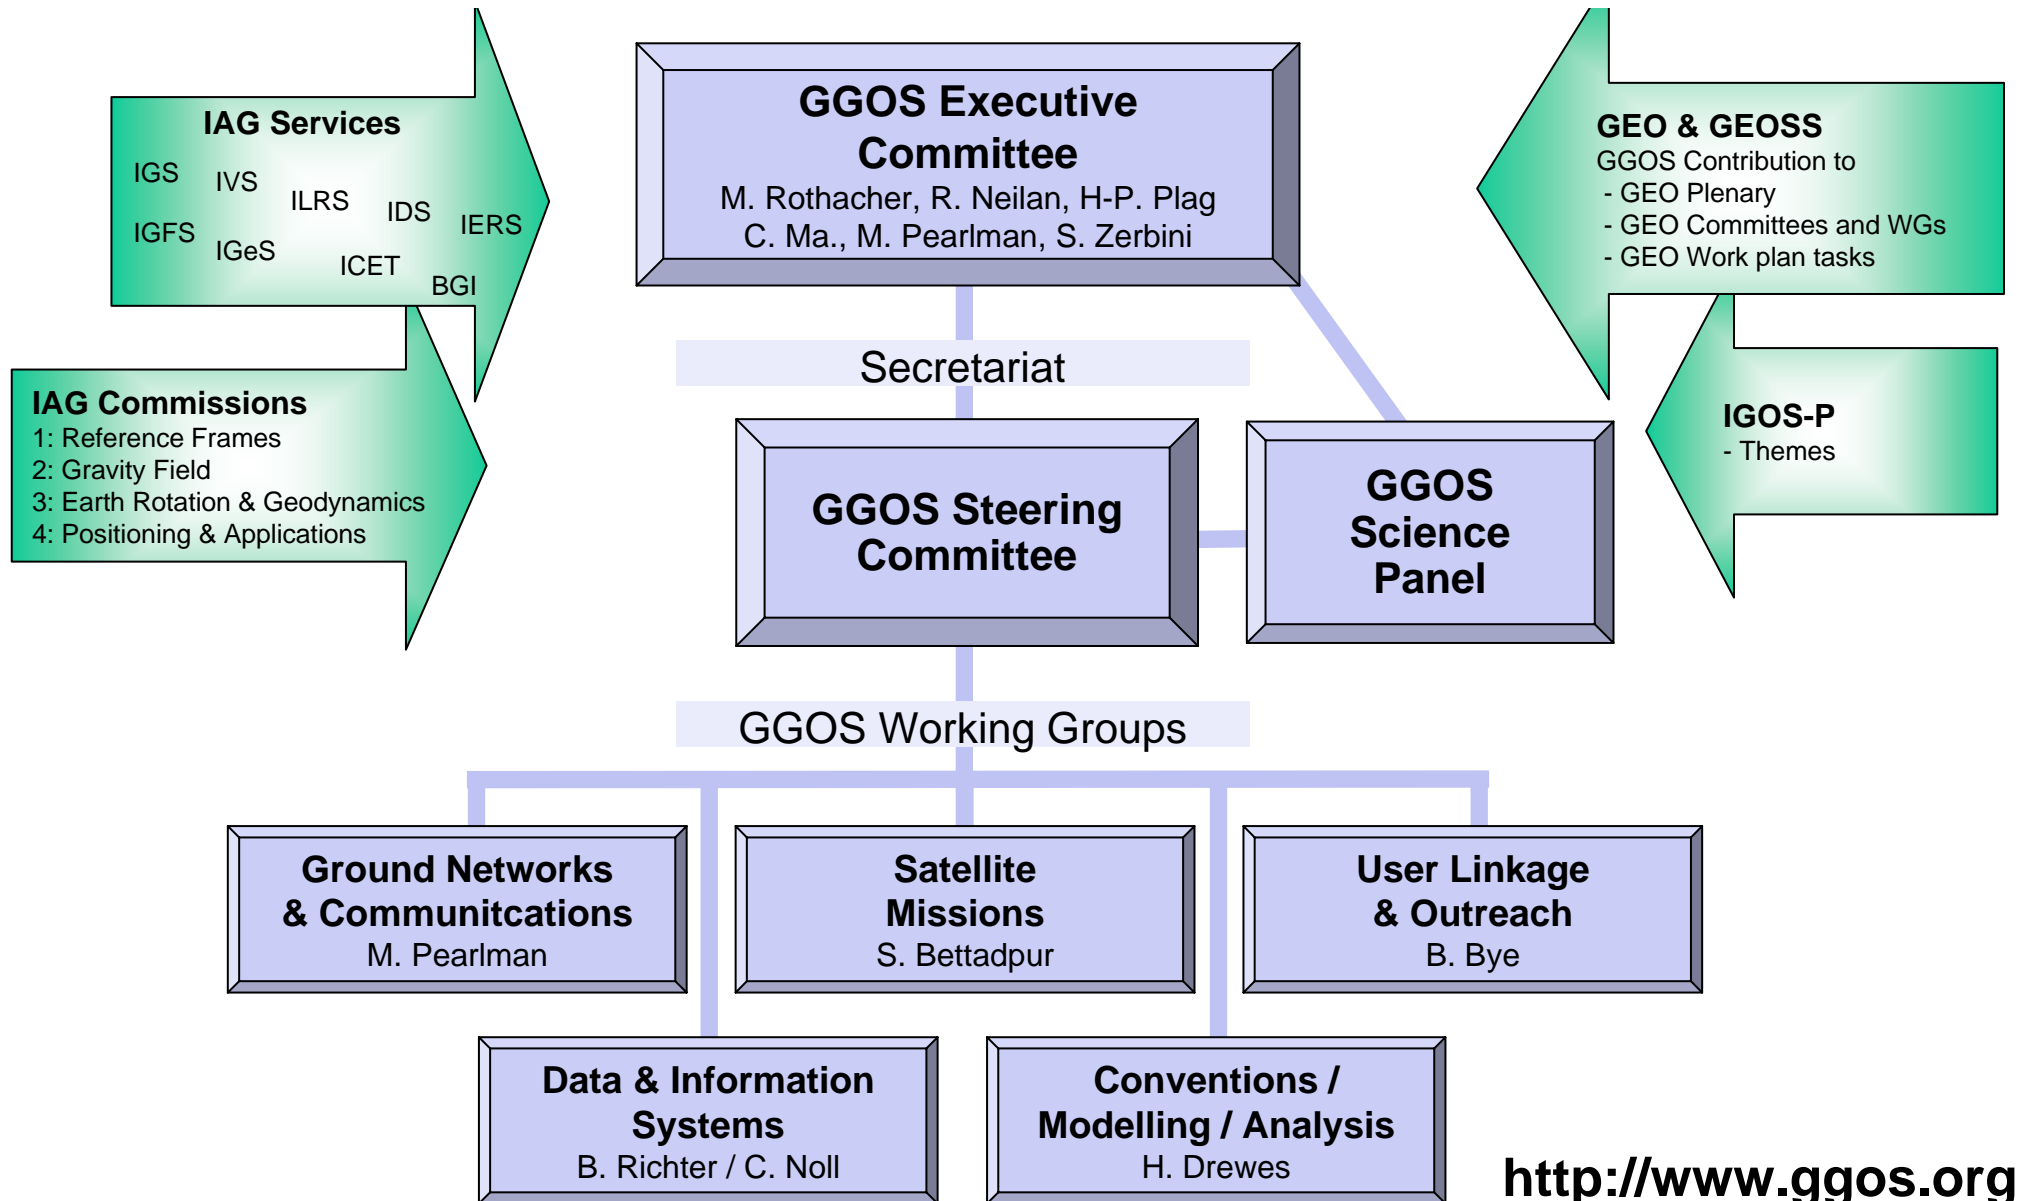 IAG Services
IGS
IVS
ILRS
IDS
IERS
IGFS
IGeS
ICET
BGI
IAG Commissions
1: Reference Frames
2: Gravity Field
3: Earth Rotation & Geodynamics
4: Positioning & Applications
GGOS Executive
Committee
M. Rothacher, R. Neilan, H-P. Plag
C. Ma., M. Pearlman, S. Zerbini
GEO & GEOSS
GGOS Contribution to
- GEO Plenary
- GEO Committees and WGs
- GEO Work plan tasks
IGOS-P
- Themes
Secretariat
GGOS Steering
Committee
GGOS
Science
Panel
GGOS Working Groups
Ground Networks
& Communitcations
M. Pearlman
Satellite
Missions
S. Bettadpur
User Linkage
& Outreach
B. Bye
Data & Information
Systems
B. Richter / C. Noll
Conventions /
Modelling / Analysis
H. Drewes
http://www.ggos.org